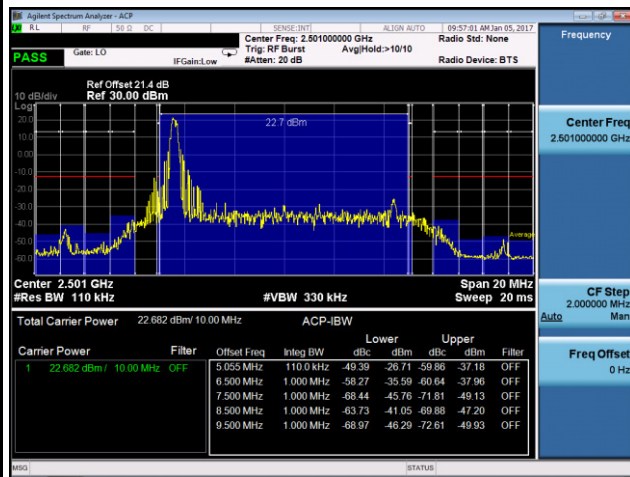 Agilent Spectrum Analyzer - ACP
RL RF 50 Ω DC SENSE:INT ALIGN AUTO 09:57:01 AM Jan 05, 2017
Center Freq: 2.501000000 GHz Radio Std: None
PASS Gate: LO Trig: RF Burst Avg|Hold:>10/10
IFGain:Low #Atten: 20 dB Radio Device: BTS
Ref Offset 21.4 dB
10 dB/div Ref 30.00 dBm
Log
20.0
10.0
0.00
-10.0
-20.0
-30.0
-40.0
-50.0
-60.0
22.7 dBm
Average
Center 2.501 GHz Span 20 MHz
#Res BW 110 kHz #VBW 330 kHz Sweep 20 ms
Total Carrier Power 22.682 dBm/ 10.00 MHz ACP-IBW
Lower Upper
Carrier Power Filter Offset Freq Integ BW dBc dBm dBc dBm Filter
1 22.682 dBm / 10.00 MHz OFF 5.055 MHz 110.0 kHz -49.39 -26.71 -59.86 -37.18 OFF
6.500 MHz 1.000 MHz -58.27 -35.59 -60.64 -37.96 OFF
7.500 MHz 1.000 MHz -68.44 -45.76 -71.81 -49.13 OFF
8.500 MHz 1.000 MHz -63.73 -41.05 -69.88 -47.20 OFF
9.500 MHz 1.000 MHz -68.97 -46.29 -72.61 -49.93 OFF
MSG STATUS
Frequency
Center Freq
2.501000000 GHz
CF Step
2.000000 MHz
Auto Man
Freq Offset
0 Hz